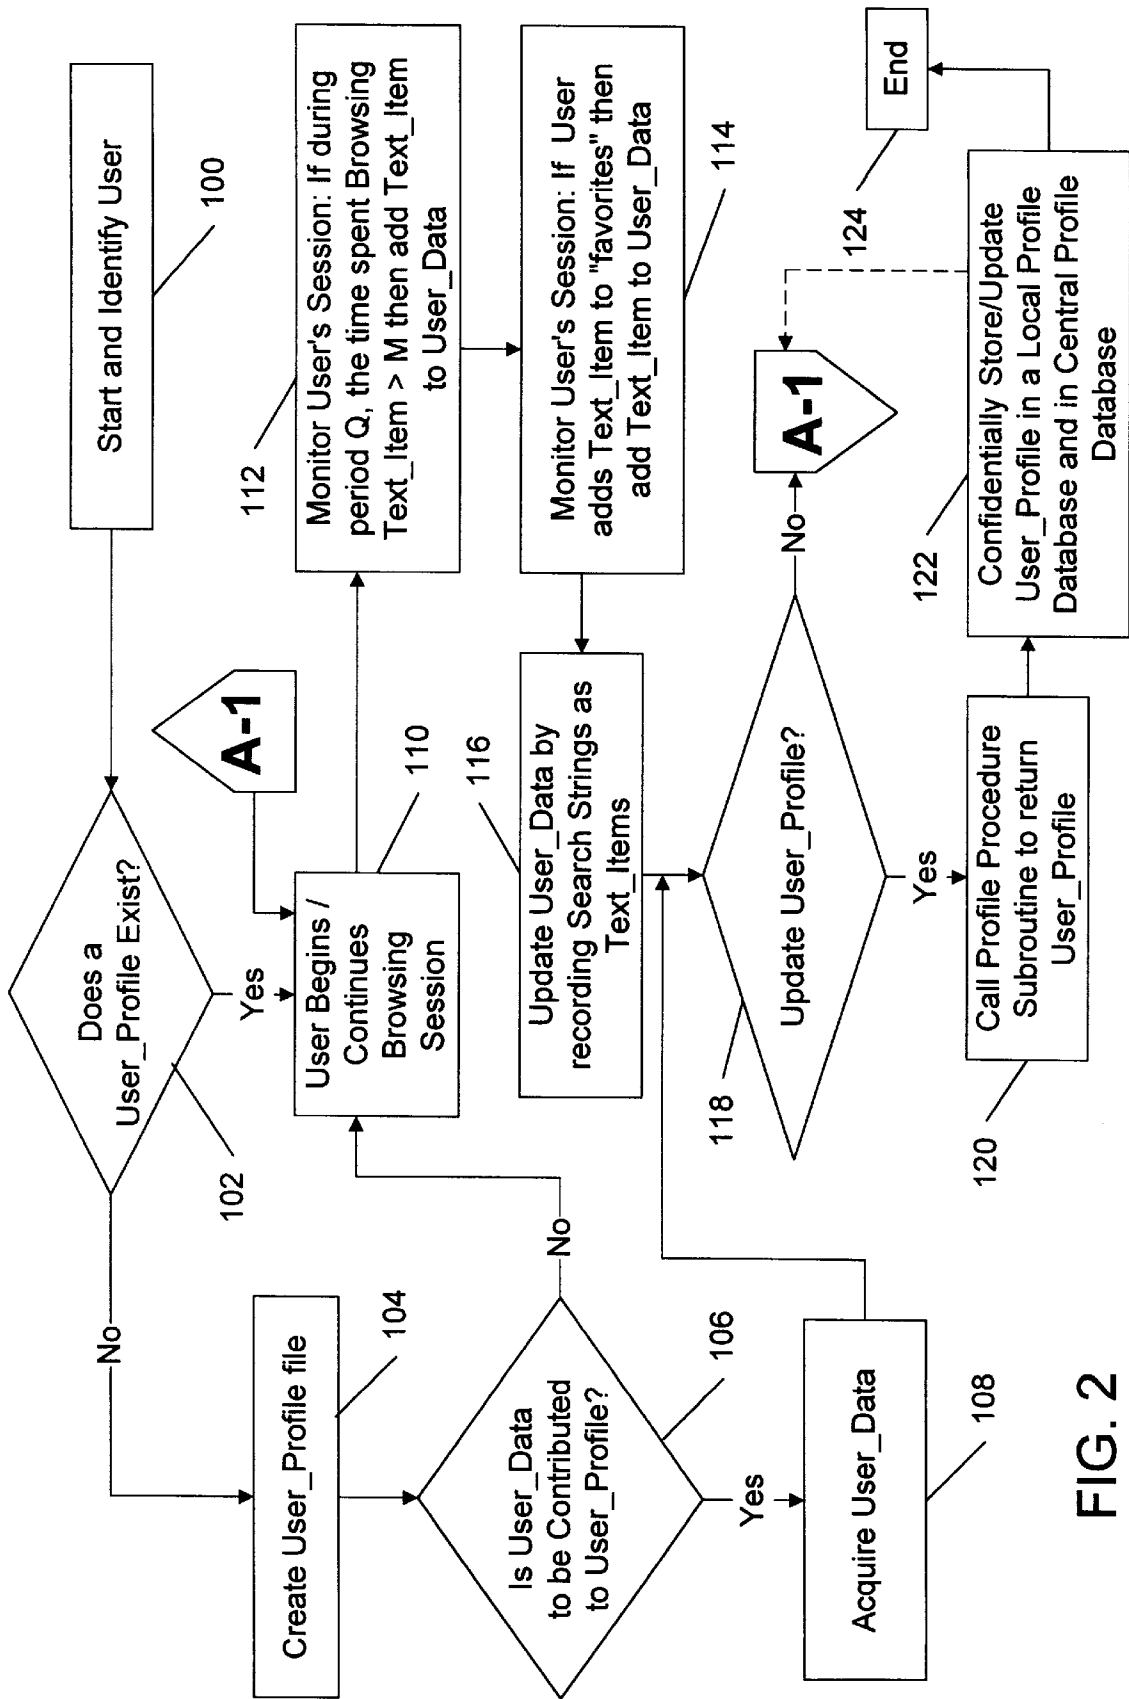 Start and Identify User
100
Does a
User_Profile Exist?
102
No
Yes
Create User_Profile file
104
Is User_Data
to be Contributed
to User_Profile?
106
No
Yes
Acquire User_Data
108
A-1
User Begins /
Continues
Browsing
Session
110
Monitor User's Session: If during
period Q, the time spent Browsing
Text_Item > M then add Text_Item
to User_Data
112
Monitor User's Session: If User
adds Text_Item to "favorites" then
add Text_Item to User_Data
114
Update User_Data by
recording Search Strings as
Text_Items
116
Update User_Profile?
118
No
A-1
Yes
Call Profile Procedure
Subroutine to return
User_Profile
120
Confidentially Store/Update
User_Profile in a Local Profile
Database and in Central Profile
Database
122
End
124
FIG. 2